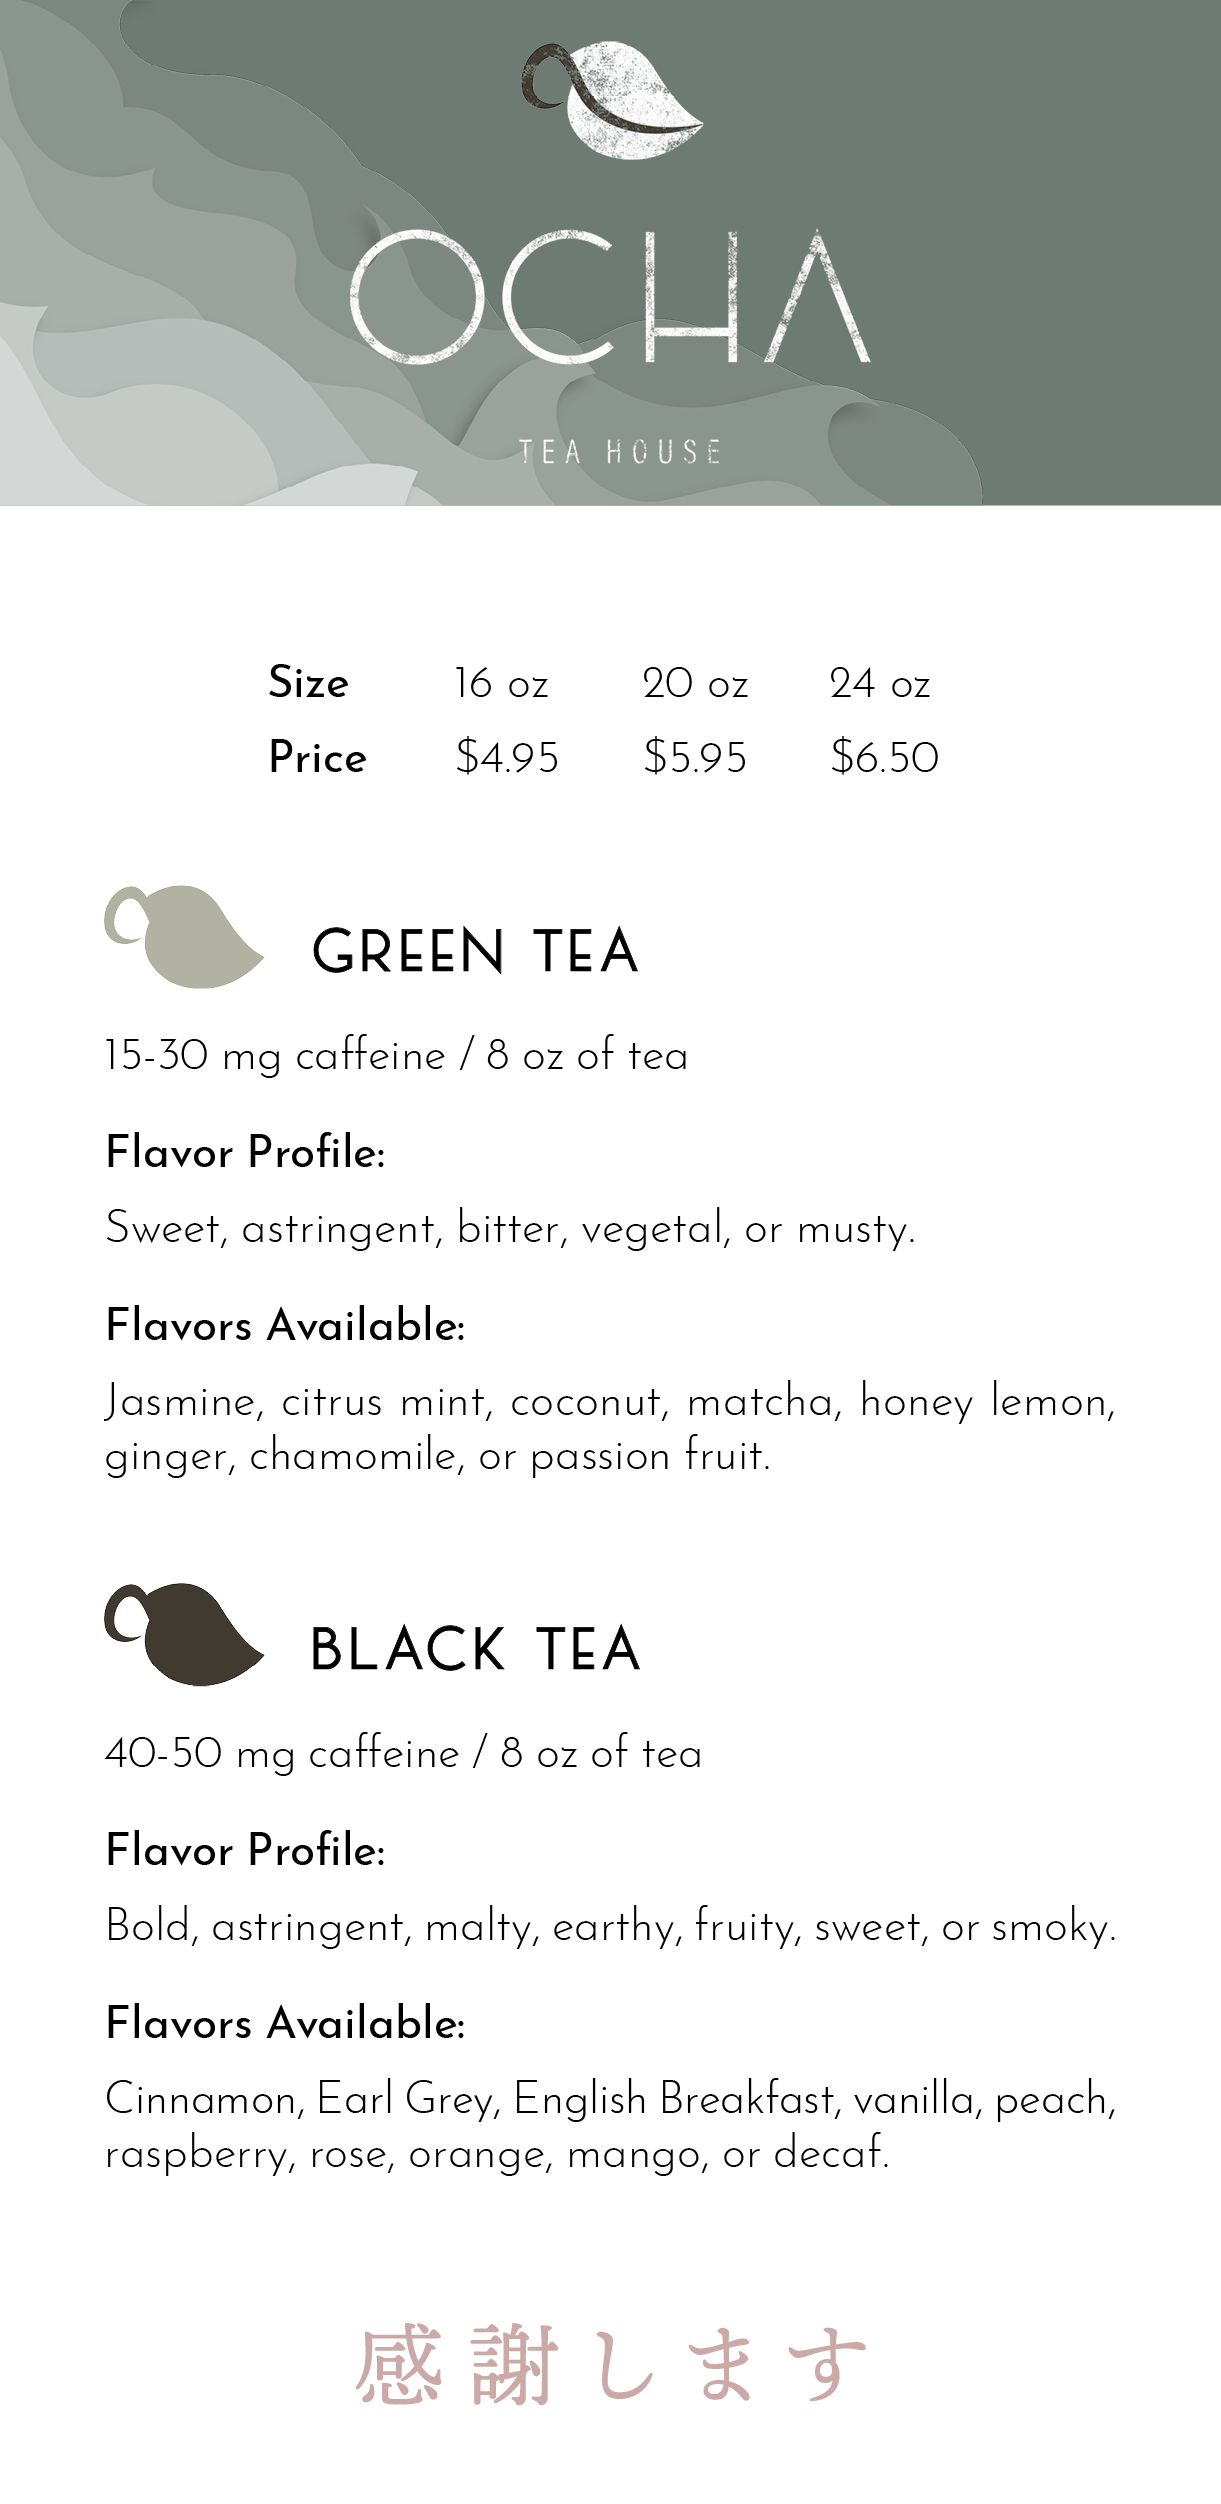 OCHA
TEA HOUSE
Size 16 oz 20 oz 24 oz
Price $4.95 $5.95 $6.50
GREEN TEA
15-30 mg caffeine / 8 oz of tea
Flavor Profile:
Sweet, astringent, bitter, vegetal, or musty.
Flavors Available:
Jasmine, citrus mint, coconut, matcha, honey lemon,
ginger, chamomile, or passion fruit.
BLACK TEA
40-50 mg caffeine / 8 oz of tea
Flavor Profile:
Bold, astringent, malty, earthy, fruity, sweet, or smoky.
Flavors Available:
Cinnamon, Earl Grey, English Breakfast, vanilla, peach,
raspberry, rose, orange, mango, or decaf.
感謝します